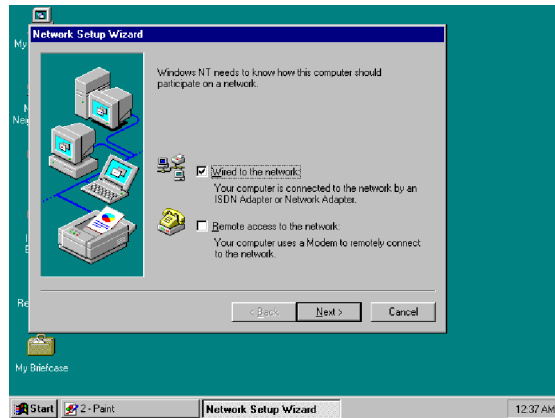 My
Network Setup Wizard
Windows NT needs to know how this computer should
participate on a network.
Wired to the network:
Your computer is connected to the network by an
ISDN Adapter or Network Adapter.
Remote access to the network:
Your computer uses a Modem to remotely connect
to the network.
Re
< Back
Next >
Cancel
My Briefcase
Start
2 - Paint
Network Setup Wizard
12:37 AM